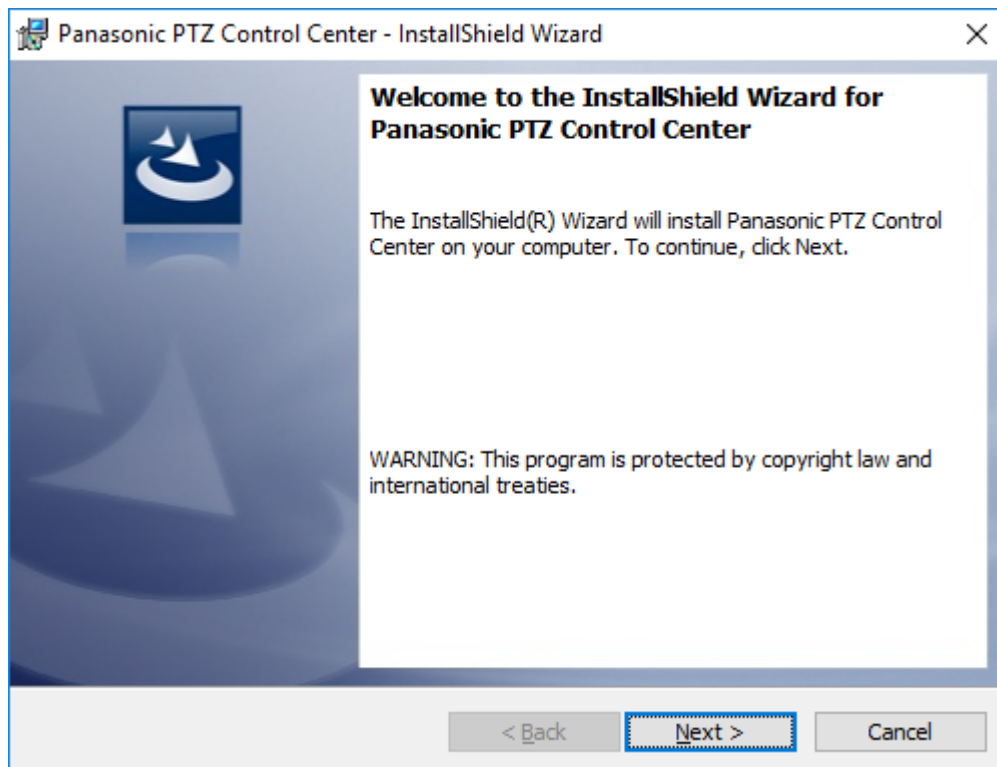 Panasonic PTZ Control Center - InstallShield Wizard
Welcome to the InstallShield Wizard for
Panasonic PTZ Control Center
The InstallShield(R) Wizard will install Panasonic PTZ Control
Center on your computer. To continue, click Next.
WARNING: This program is protected by copyright law and
international treaties.
< Back
Next >
Cancel